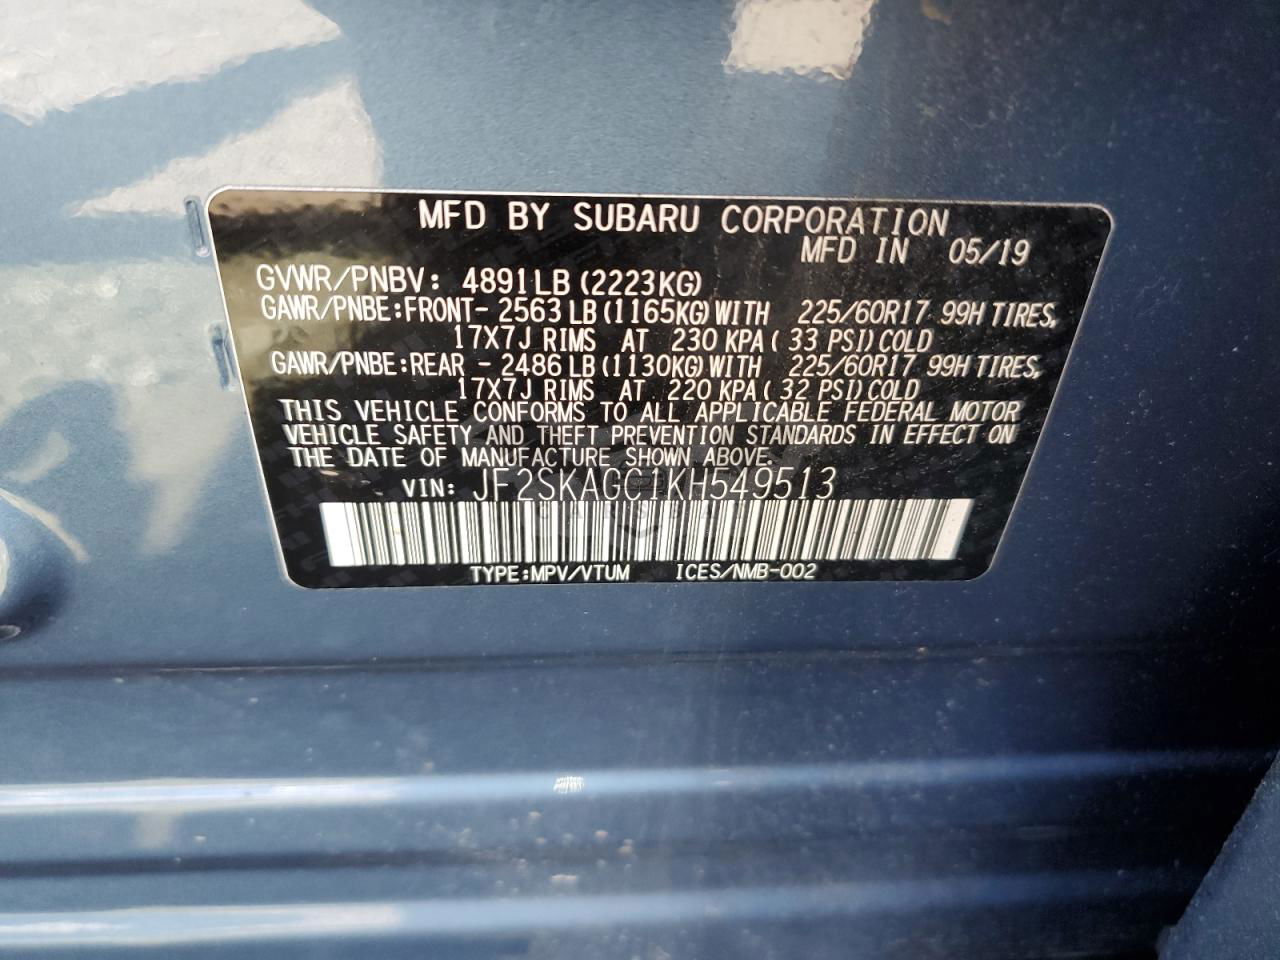 MFD BY SUBARU CORPORATION
MFD IN 05/19
GVWR/PNBV: 4891LB (2223KG)
GAWR/PNBE:FRONT- 2563 LB (1165KG) WITH 225/60R17 99H TIRES,
17X7J RIMS AT 230 KPA ( 33 PSI) COLD
GAWR/PNBE:REAR - 2486 LB (1130KG) WITH 225/60R17 99H TIRES,
17X7J RIMS AT 220 KPA ( 32 PSI) COLD
THIS VEHICLE CONFORMS TO ALL APPLICABLE FEDERAL MOTOR
VEHICLE SAFETY AND THEFT PREVENTION STANDARDS IN EFFECT ON
THE DATE OF MANUFACTURE SHOWN ABOVE.
VIN: JF2SKAGC1KH549513
TYPE:MPV/VTUM ICES/NMB-002